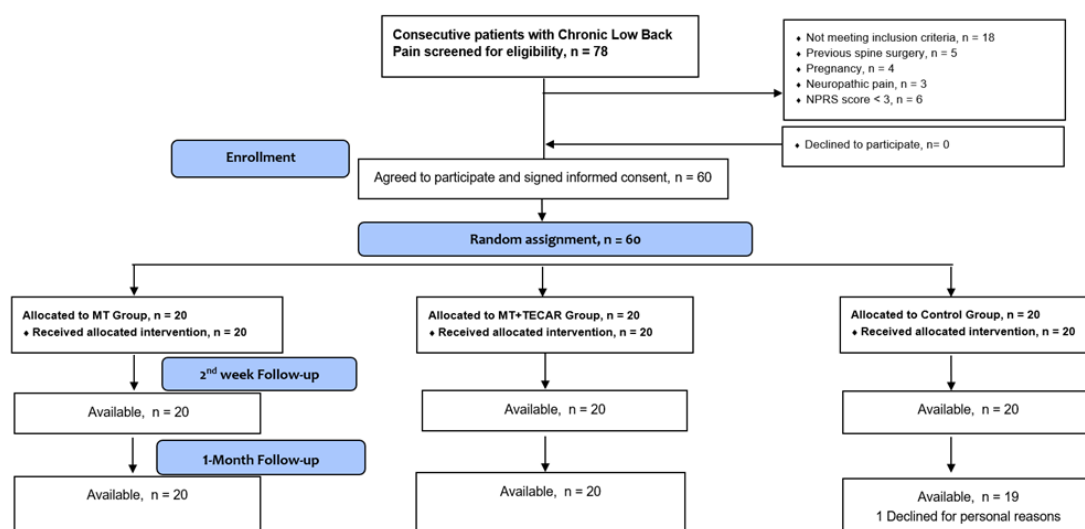 Consecutive patients with Chronic Low Back
Pain screened for eligibility, n = 78
♦ Not meeting inclusion criteria, n = 18
♦ Previous spine surgery, n = 5
♦ Pregnancy, n = 4
♦ Neuropathic pain, n = 3
♦ NPRS score < 3, n = 6
♦ Declined to participate, n= 0
Enrollment
Agreed to participate and signed informed consent, n = 60
Random assignment, n = 60
Allocated to MT Group, n = 20
♦ Received allocated intervention, n = 20
Allocated to MT+TECAR Group, n = 20
♦ Received allocated intervention, n = 20
Allocated to Control Group, n = 20
♦ Received allocated intervention, n = 20
2nd week Follow-up
Available, n = 20
Available, n = 20
Available, n = 20
1-Month Follow-up
Available, n = 20
Available, n = 20
Available, n = 19
1 Declined for personal reasons